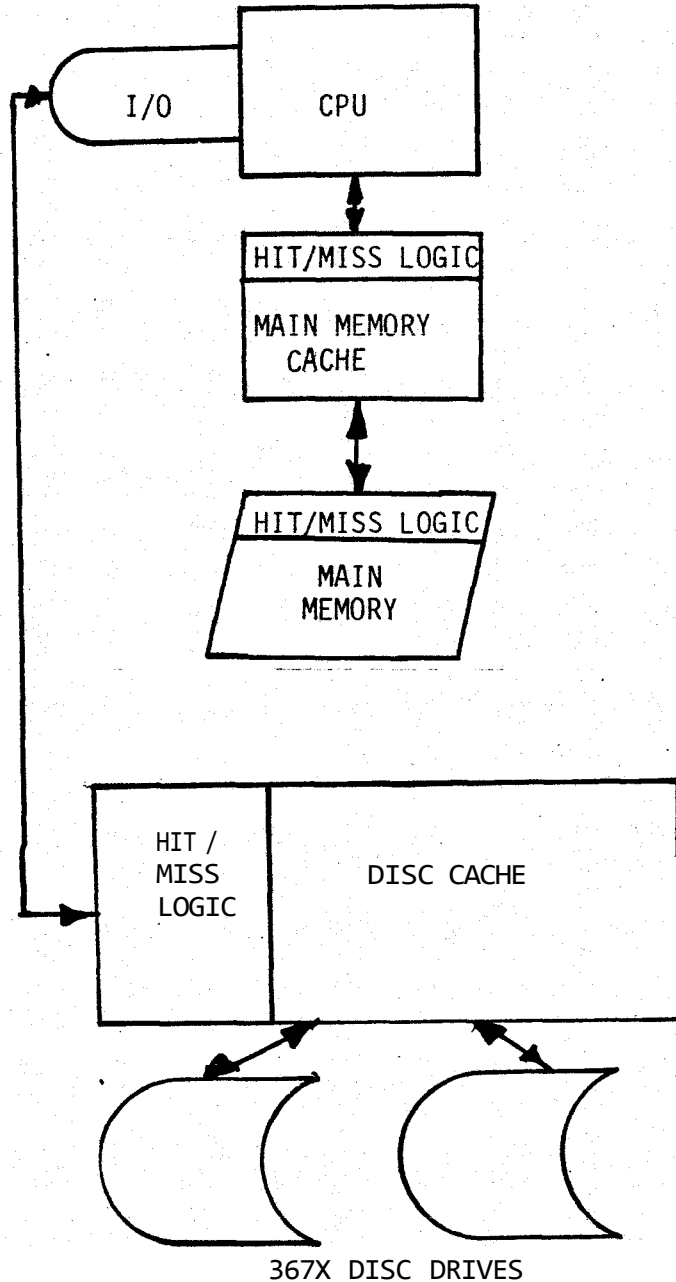 I/O
CPU
HIT/MISS LOGIC
MAIN MEMORY
CACHE
HIT/MISS LOGIC
MAIN
MEMORY
HIT /
MISS
LOGIC
DISC CACHE
367X DISC DRIVES